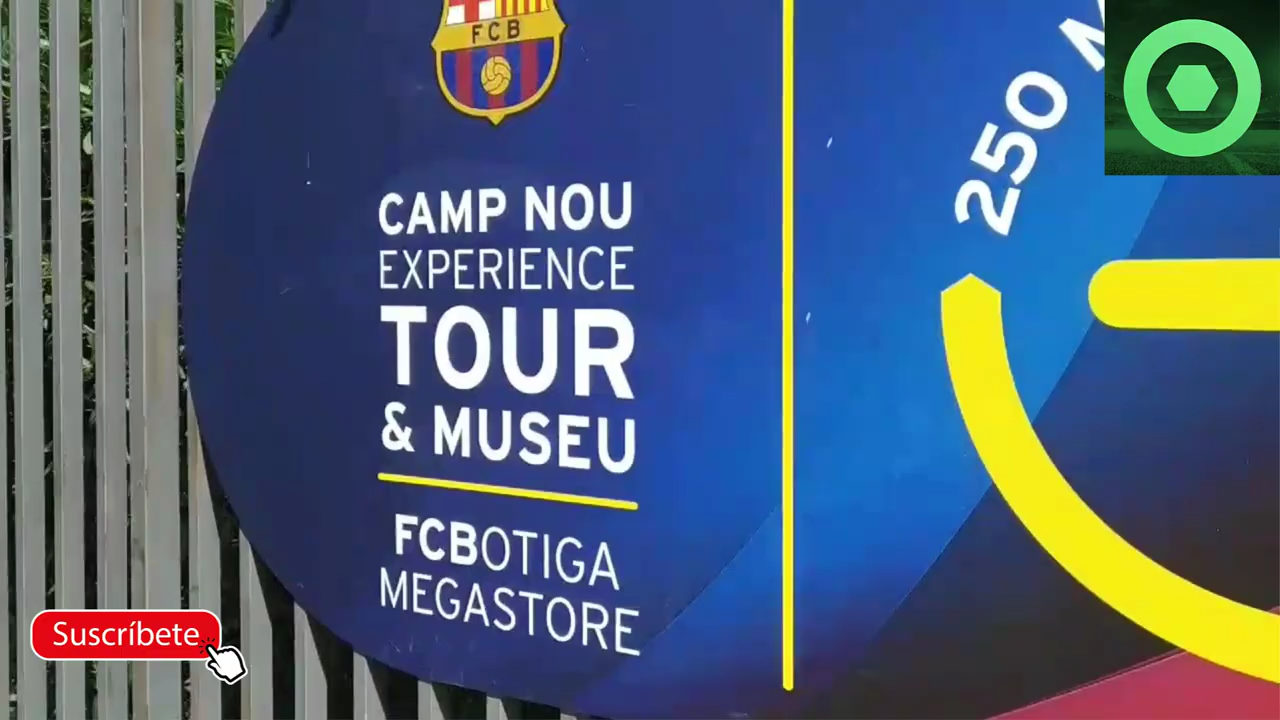 FCB
CAMP NOU
EXPERIENCE
TOUR
& MUSEU
FCBOTIGA
MEGASTORE
250 M
Suscríbete